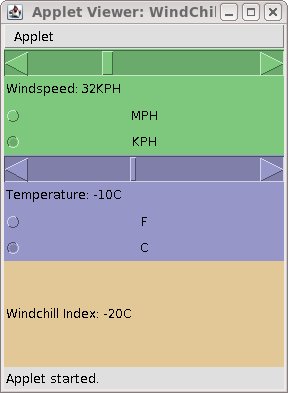 Applet Viewer: WindChil
Applet
Windspeed: 32KPH
MPH
KPH
Temperature: -10C
F
C
Windchill Index: -20C
Applet started.